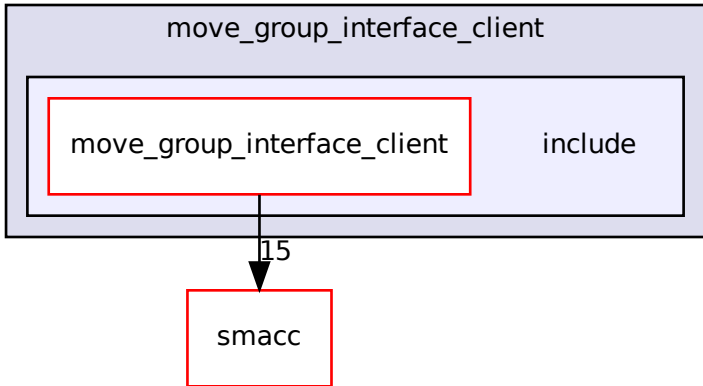 move_group_interface_client
move_group_interface_client include
15
smacc